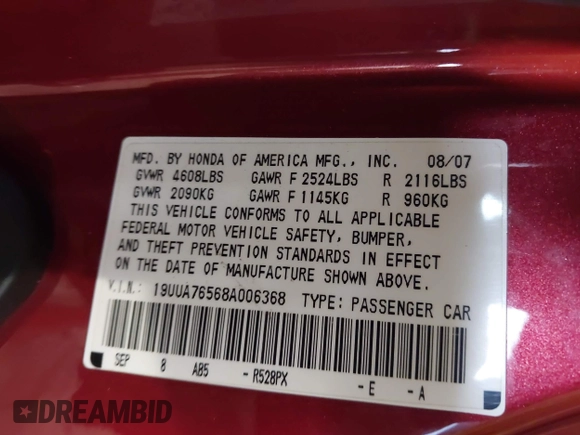 MFD. BY HONDA OF AMERICA MFG., INC. 08/07
GVWR 4608LBS GAWR F 2524LBS R 2116LBS
GVWR 2090KG GAWR F 1145KG R 960KG
THIS VEHICLE CONFORMS TO ALL APPLICABLE
FEDERAL MOTOR VEHICLE SAFETY, BUMPER,
AND THEFT PREVENTION STANDARDS IN EFFECT
ON THE DATE OF MANUFACTURE SHOWN ABOVE.
V.I.N.: 19UUA76568A006368 TYPE: PASSENGER CAR
SEP 0 A05 - R528PX -E -A
DREAMBID